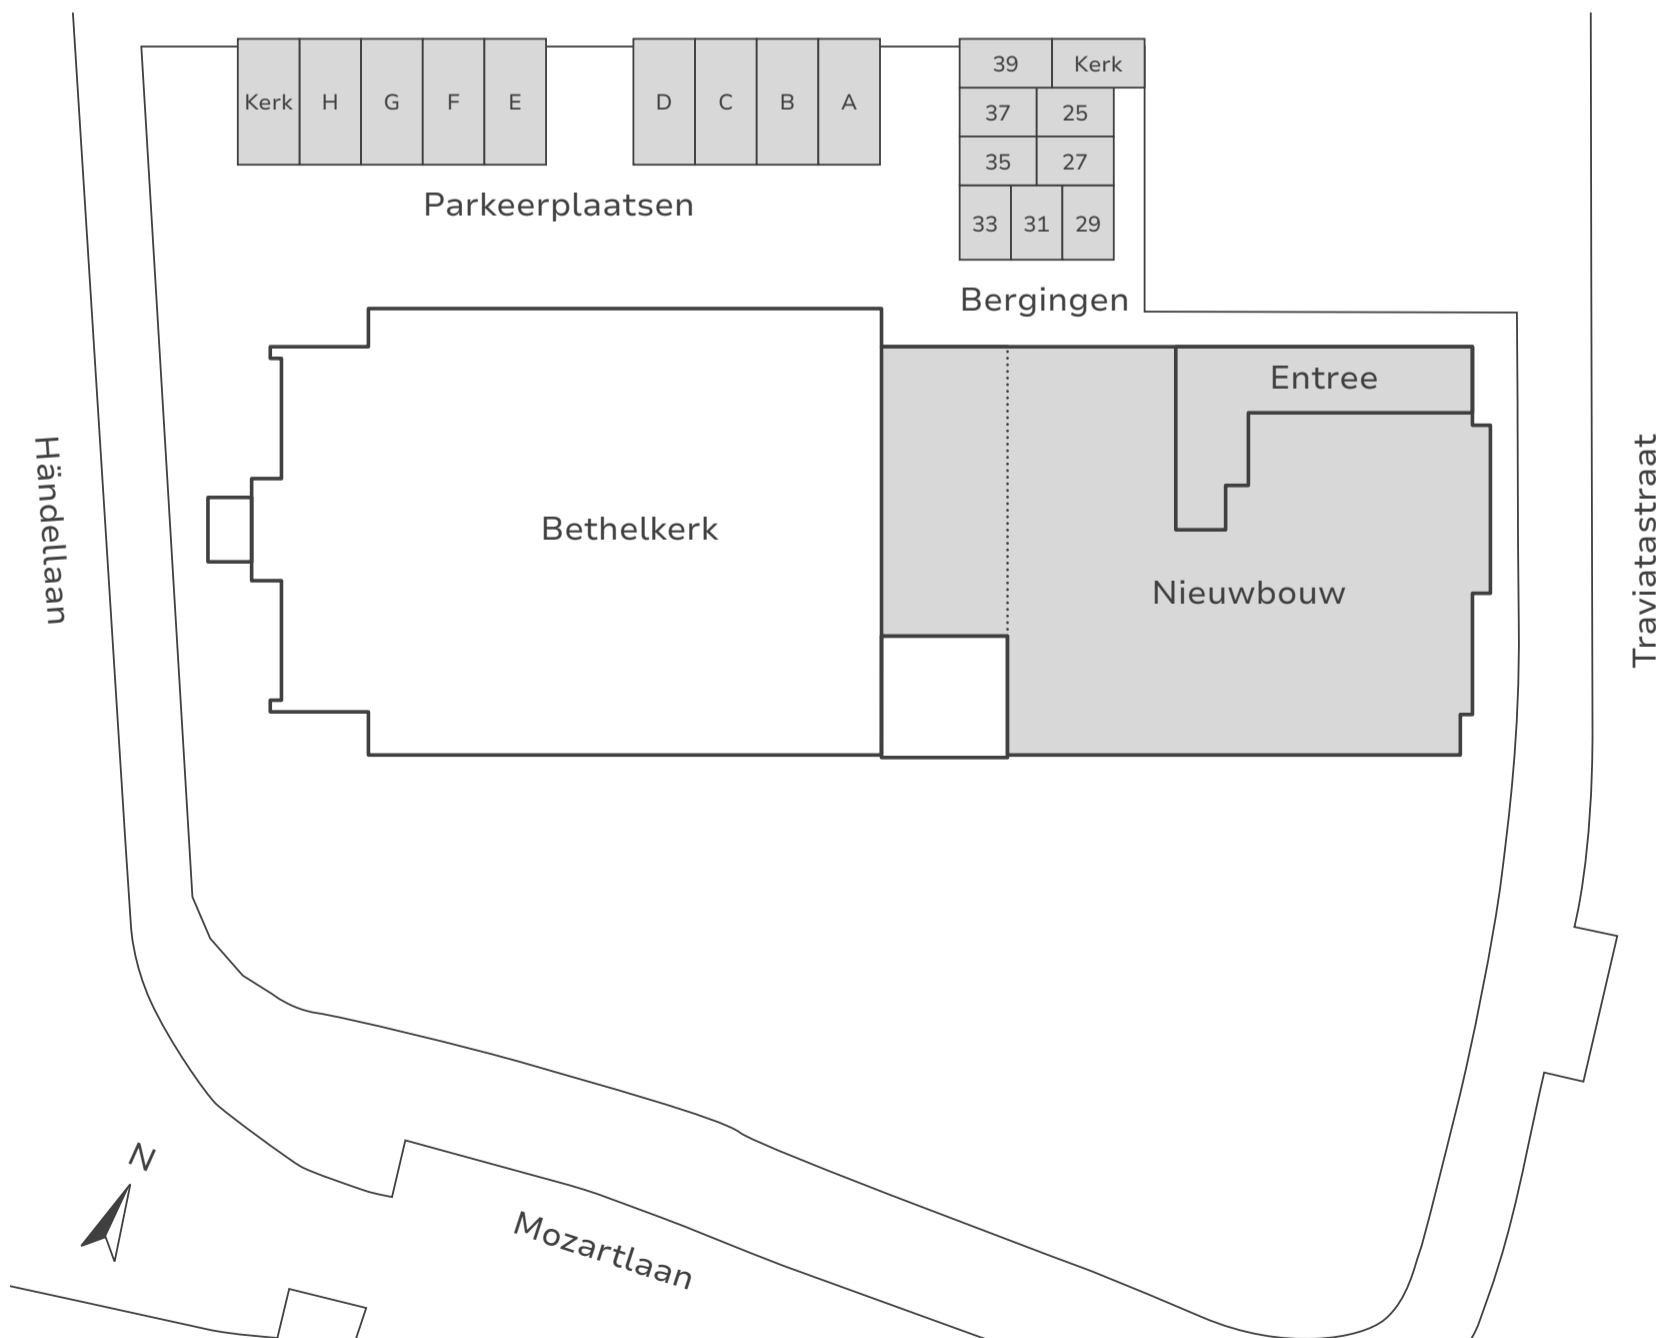 Kerk H G F E D C B A
39 Kerk
37 25
35 27
33 31 29
Parkeerplaatsen
Bergingen
Entree
Bethelkerk
Nieuwbouw
Händellaan
Traviatastraat
N
Mozartlaan